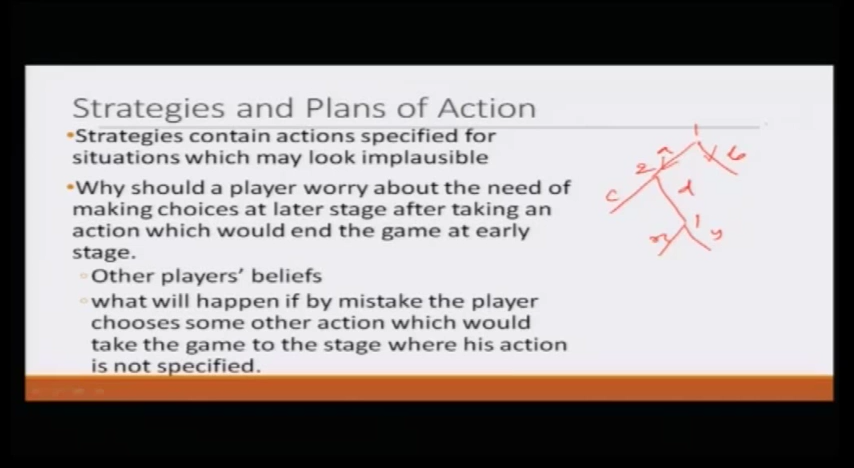 Strategies and Plans of Action
•Strategies contain actions specified for
situations which may look implausible
•Why should a player worry about the need of
making choices at later stage after taking an
action which would end the game at early
stage.
◦Other players' beliefs
◦what will happen if by mistake the player
chooses some other action which would
take the game to the stage where his action
is not specified.
1
2
b
c
d
1
y